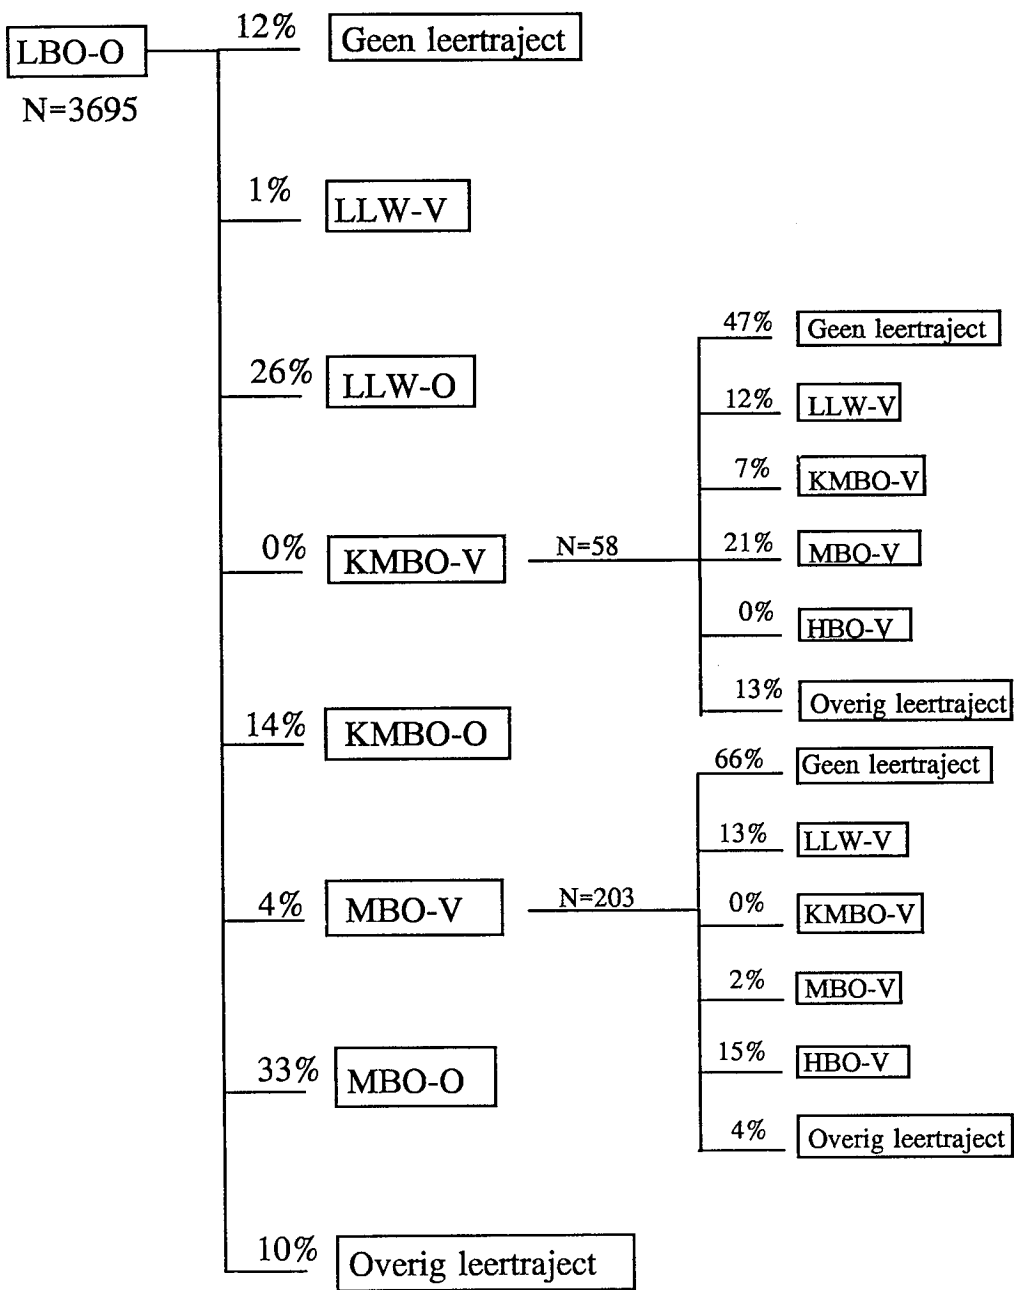 LBO-O
N=3695
12%
Geen leertraject
1%
LLW-V
26%
LLW-O
0%
KMBO-V
N=58
47%
Geen leertraject
12%
LLW-V
7%
KMBO-V
21%
MBO-V
0%
HBO-V
13%
Overig leertraject
14%
KMBO-O
4%
MBO-V
N=203
66%
Geen leertraject
13%
LLW-V
0%
KMBO-V
2%
MBO-V
15%
HBO-V
4%
Overig leertraject
33%
MBO-O
10%
Overig leertraject